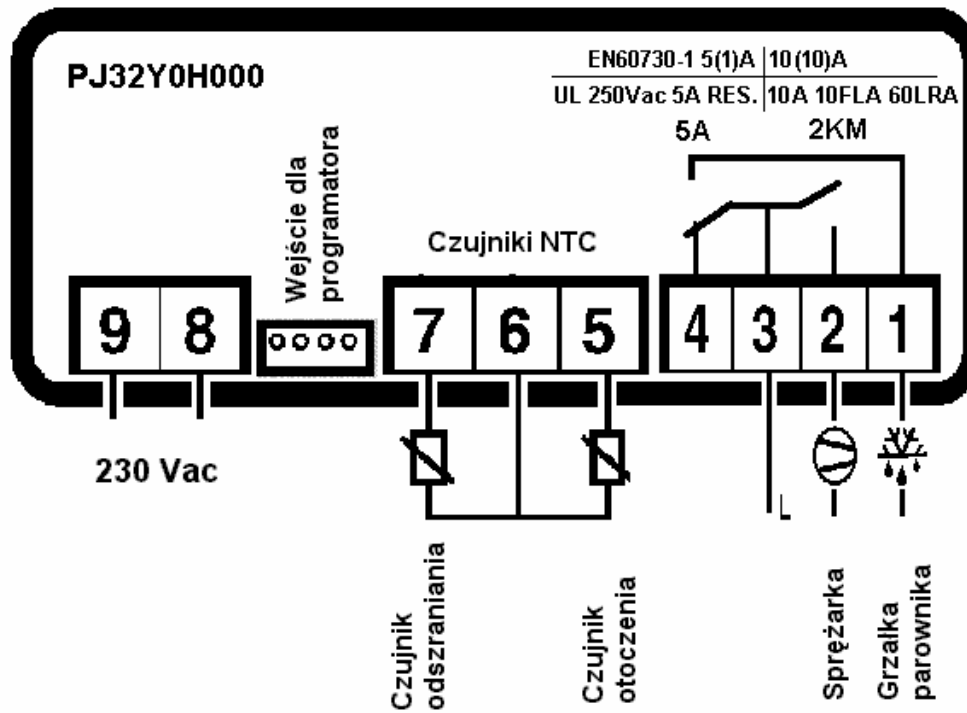 PJ32Y0H000
EN60730-1 5(1)A 10(10)A
UL 250Vac 5A RES. 10A 10FLA 60LRA
5A 2KM
Wejście dla
programatora
Czujniki NTC
9 8 7 6 5 4 3 2 1
230 Vac
L
Czujnik
odszraniania
Czujnik
otoczenia
Sprężarka
Grzałka
parownika